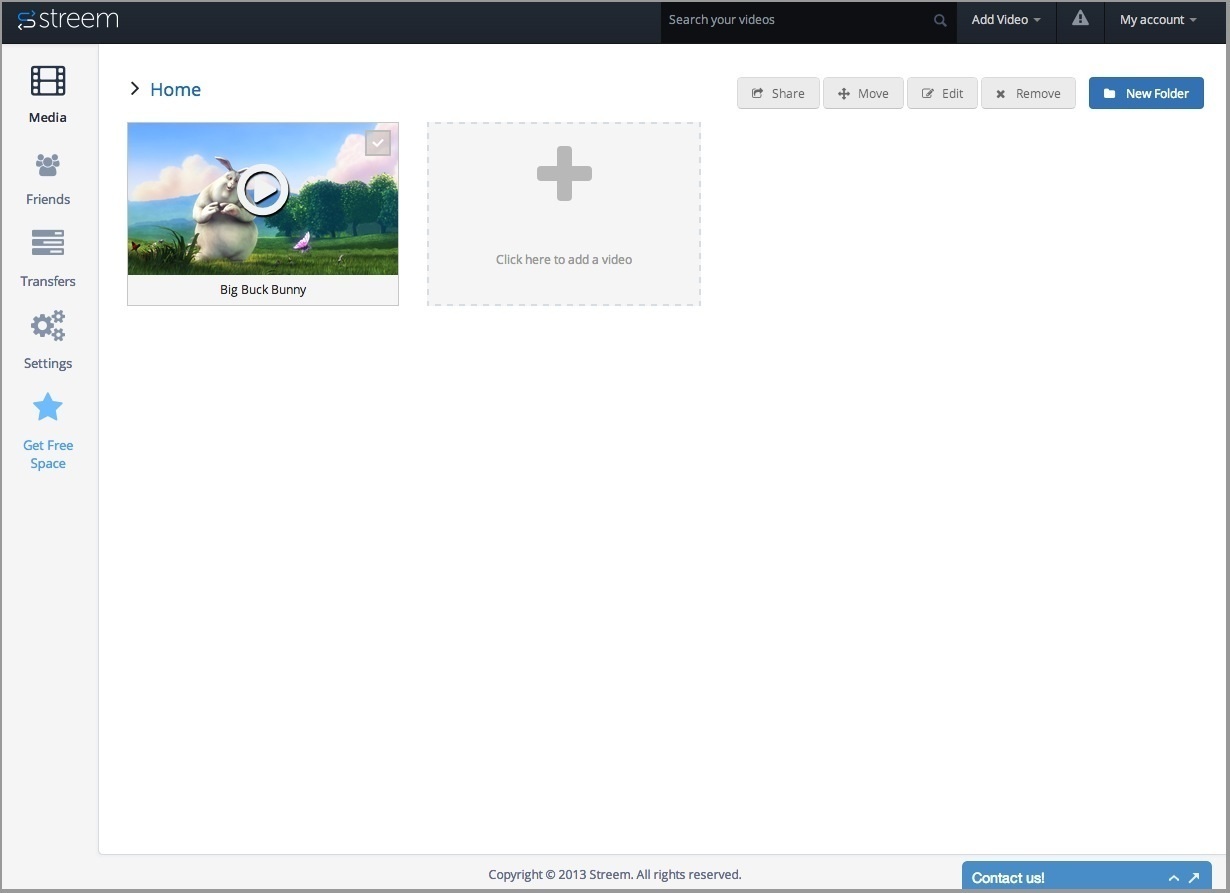 streem
Search your videos
Add Video
My account
Media
Friends
Transfers
Settings
Get Free
Space
Home
Share
Move
Edit
Remove
New Folder
Big Buck Bunny
Click here to add a video
Copyright © 2013 Streem. All rights reserved.
Contact us!